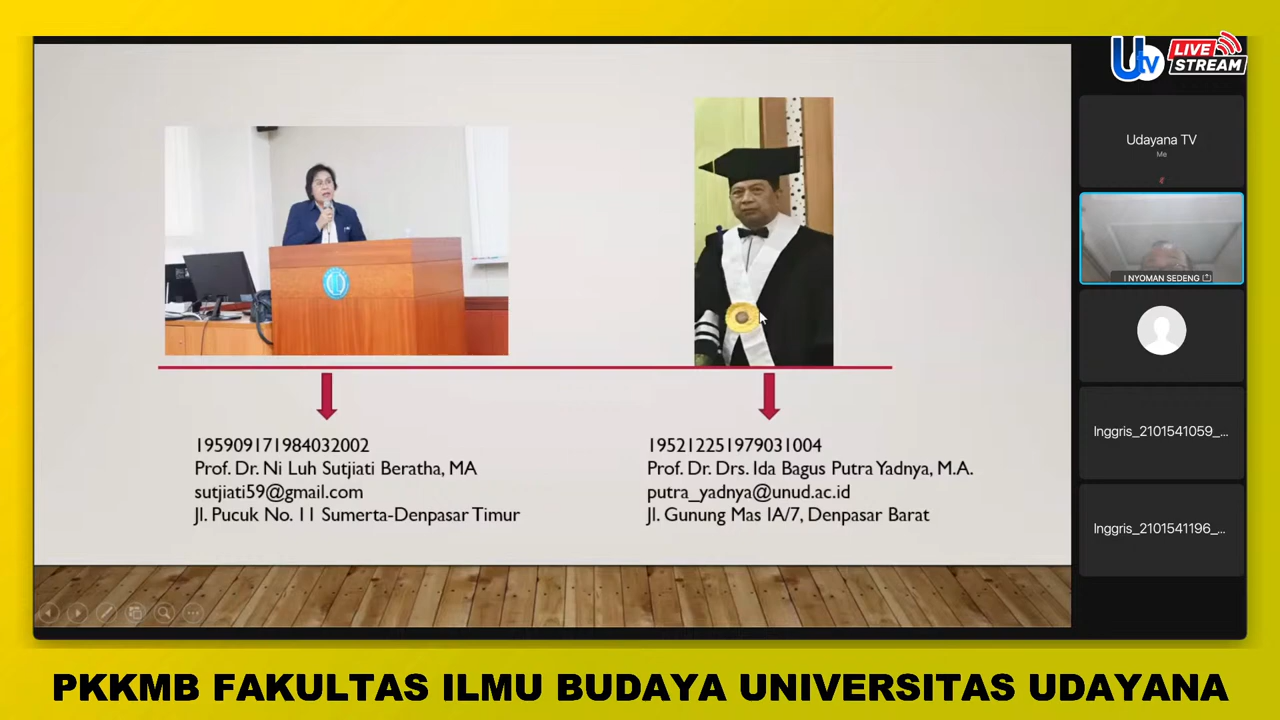 Utv LIVE STREAM
195909171984032002
Prof. Dr. Ni Luh Sutjiati Beratha, MA
sutjiati59@gmail.com
Jl. Pucuk No. 11 Sumerta-Denpasar Timur
195212251979031004
Prof. Dr. Drs. Ida Bagus Putra Yadnya, M.A.
putra_yadnya@unud.ac.id
Jl. Gunung Mas IA/7, Denpasar Barat
Udayana TV
Me
I NYOMAN SEDENG
Inggris_2101541059_...
Inggris_2101541196_...
PKKMB FAKULTAS ILMU BUDAYA UNIVERSITAS UDAYANA